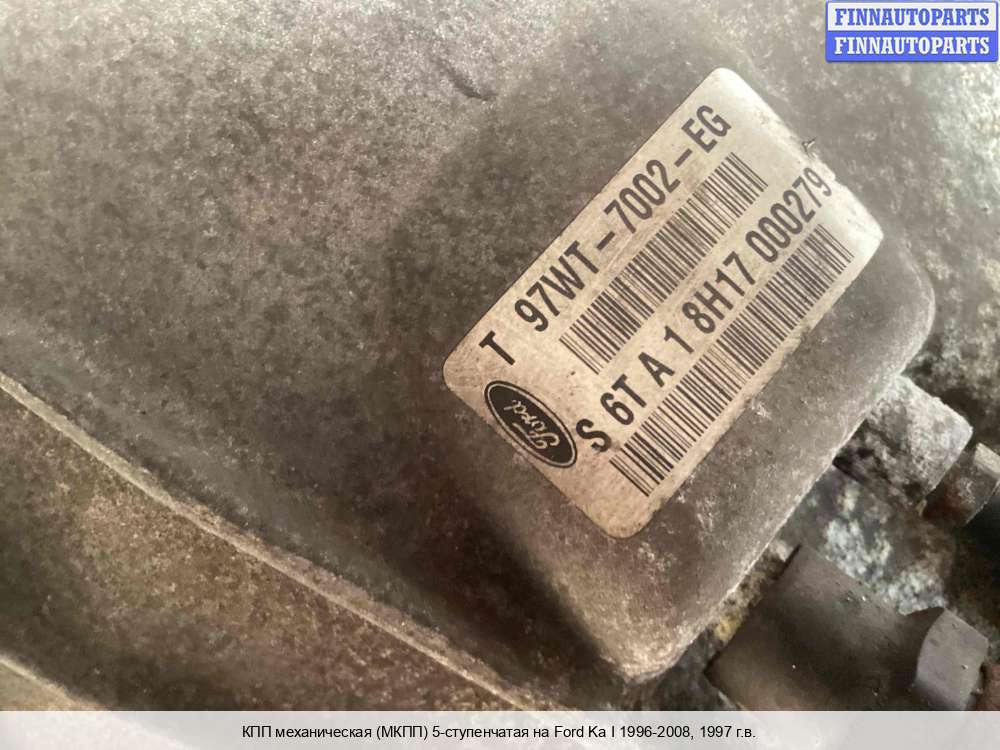 FINNAUTOPARTS
FINNAUTOPARTS
T 97WT-7002-EG
Ford
S 6T A 1 8H17 000279
КПП механическая (МКПП) 5-ступенчатая на Ford Ka I 1996-2008, 1997 г.в.